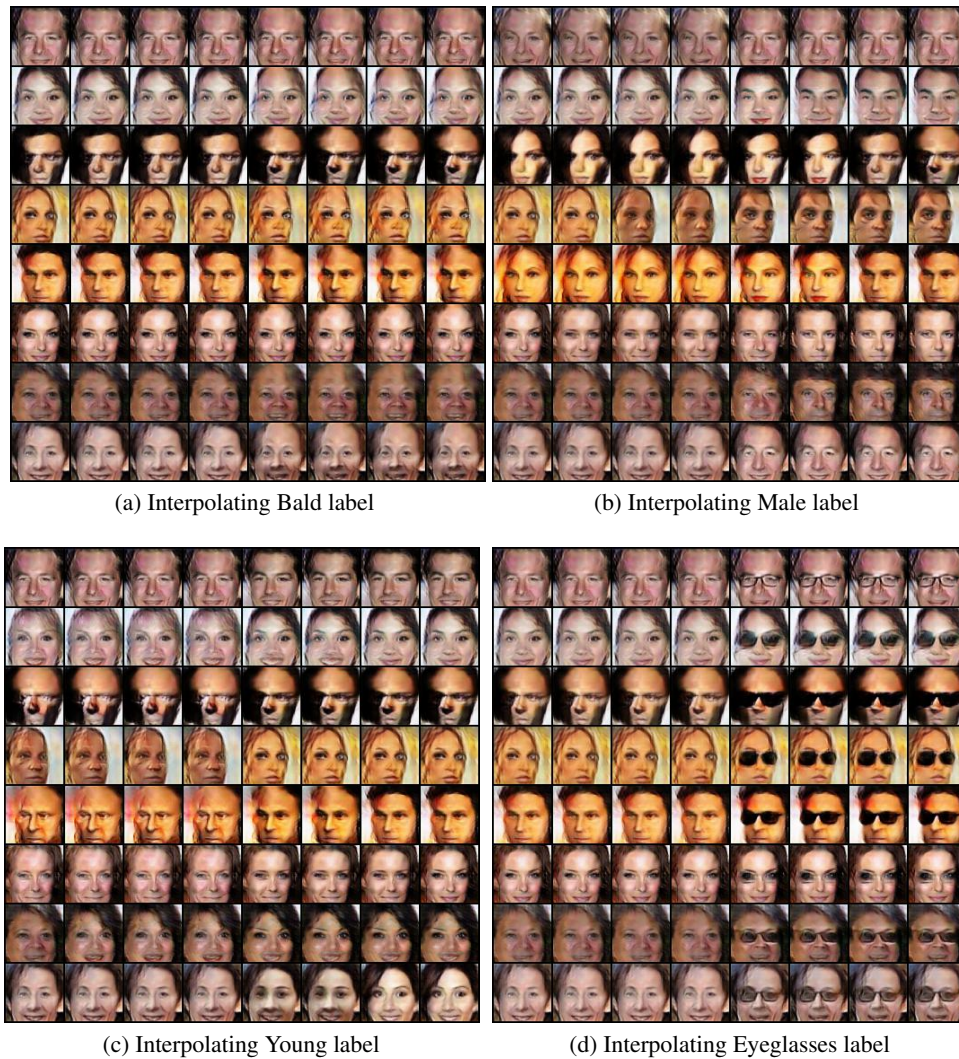 (a) Interpolating Bald label
(b) Interpolating Male label
(c) Interpolating Young label
(d) Interpolating Eyeglasses label